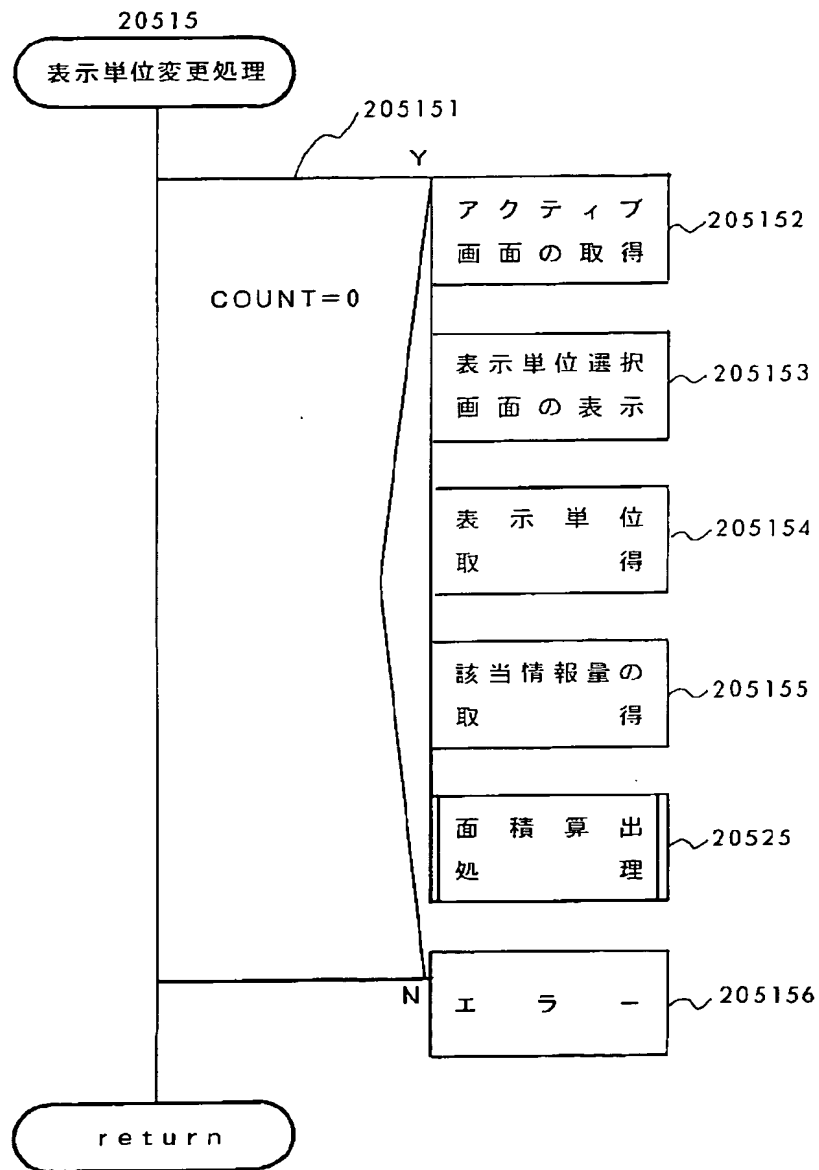 20515
表示単位変更処理
205151
Y
COUNT=0
アクティブ
画面の取得
205152
表示単位選択
画面の表示
205153
表示単位
取得
205154
該当情報量の
取得
205155
面積算出
処理
20525
N
エラー
205156
return